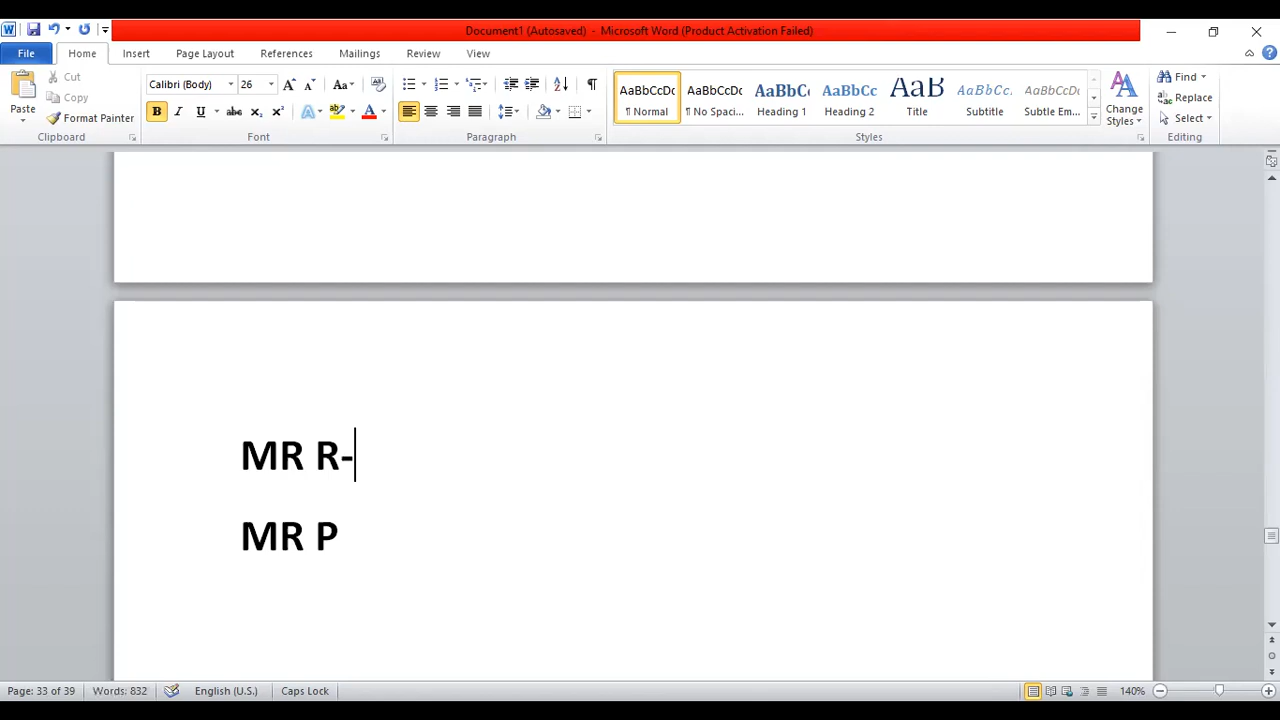 Document1 (Autosaved) - Microsoft Word (Product Activation Failed)
File Home Insert Page Layout References Mailings Review View
Paste Cut Copy Format Painter Clipboard
Calibri (Body) 26 Aa Font
Paragraph
AaBbCcDc AaBbCcDc AaBbC AaBbCc AaB AaBbCc. AaBbCcDc
¶ Normal ¶ No Spaci... Heading 1 Heading 2 Title Subtitle Subtle Em...
Change Styles Styles
Find Replace Select Editing
MR R-
MR P
Page: 33 of 39 Words: 832 English (U.S.) Caps Lock 140%